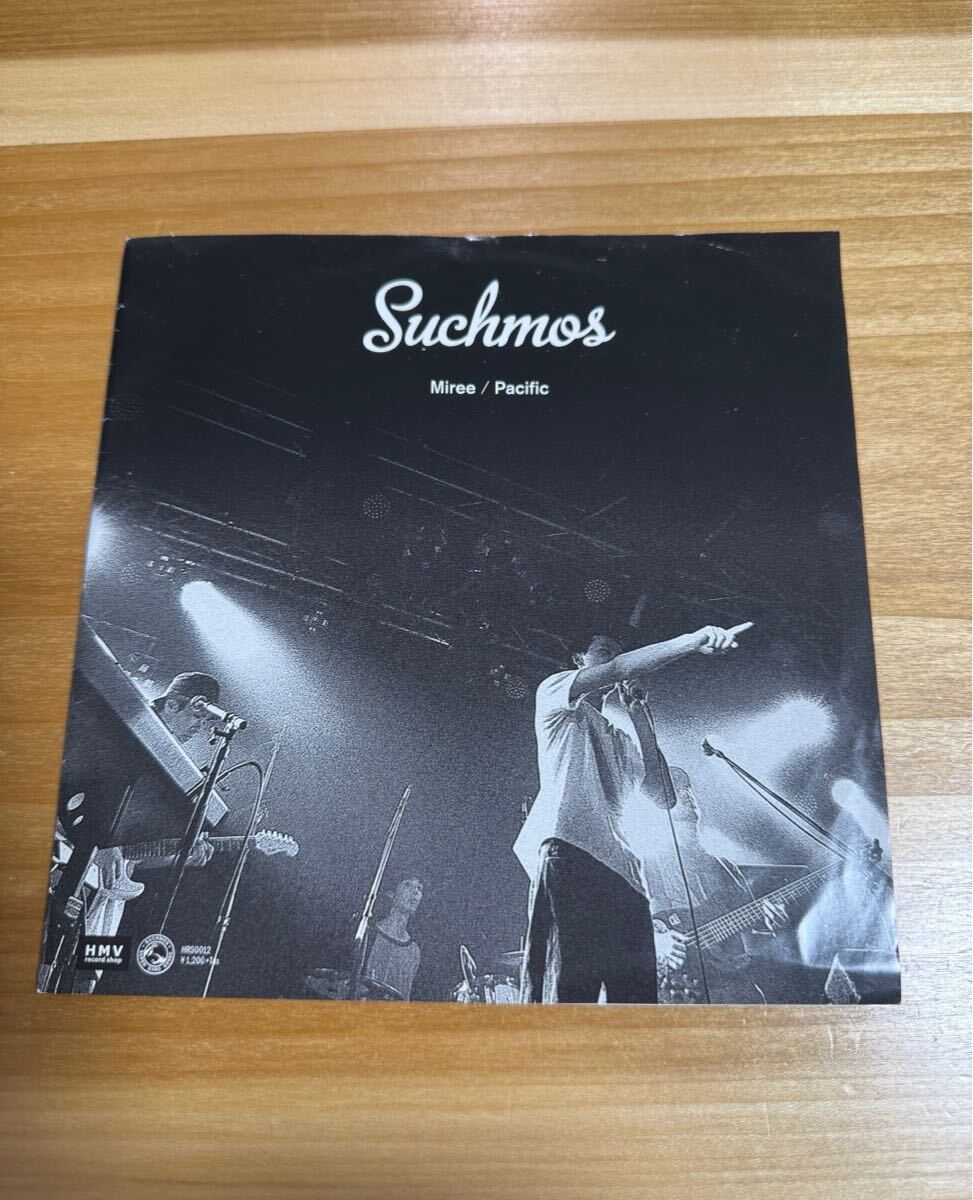 Suchmos
Miree / Pacific
HMV
record shop
HRS0012
¥1,200+Tax